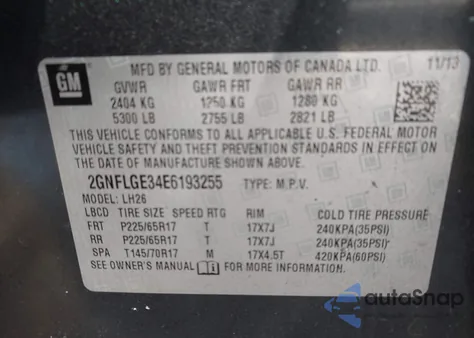 GM
MFD BY GENERAL MOTORS OF CANADA LTD. 11/13
GVWR GAWR FRT GAWR RR
2404 KG 1250 KG 1280 KG
5300 LB 2755 LB 2821 LB
THIS VEHICLE CONFORMS TO ALL APPLICABLE U.S. FEDERAL MOTOR
VEHICLE SAFETY AND THEFT PREVENTION STANDARDS IN EFFECT ON
THE DATE OF MANUFACTURE SHOWN ABOVE.
2GNFLGE34E6193255 TYPE: M.P.V.
MODEL: LH26
LBCD TIRE SIZE SPEED RTG RIM COLD TIRE PRESSURE
FRT P225/65R17 T 17X7J 240KPA(35PSI)
RR P225/65R17 T 17X7J 240KPA(35PSI)
SPA T145/70R17 M 17X4.5T 420KPA(60PSI)
SEE OWNER'S MANUAL FOR MORE INFORMATION.
autoSnap